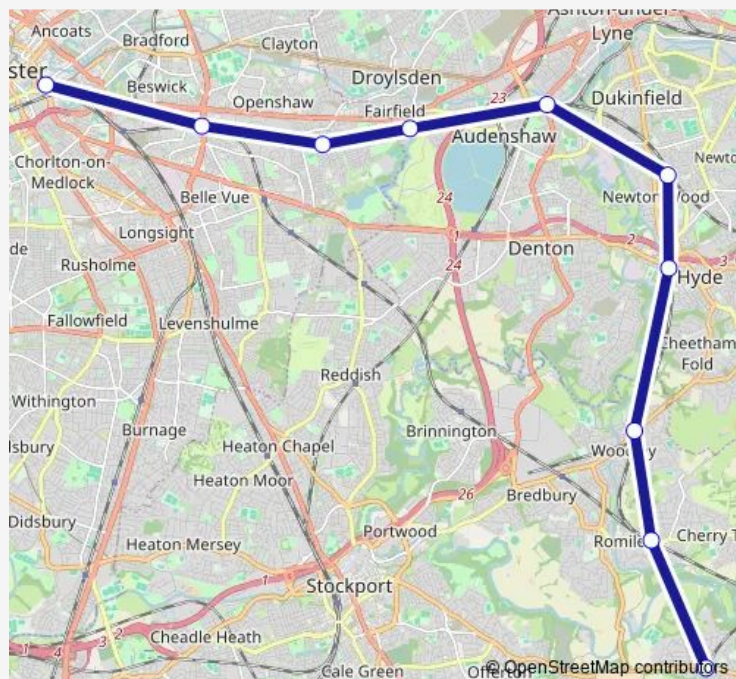 Ashton-under-
Lyne
Ancoats
Bradford
Clayton
ster
Droylsden
Beswick
Openshaw
Fairfield
23
Dukinfield
Audenshaw
Chorlton-on-
Medlock
Newto
Belle Vue
24
Newton Wood
Longsight
de
1
2
3
Denton
Rusholme
24
Hyde
Fallowfield
Levenshulme
Cheetham
Fold
Reddish
Withington
Burnage
Brinnington
lsbury
Heaton Chapel
Woodley
Heaton Moor
26
Bredbury
Didsbury
Portwood
Heaton Mersey
Romiley
Cherry T
1
Stockport
1
4
3
2
Cheadle Heath
Cale Green
Offerton
© OpenStreetMap contributors